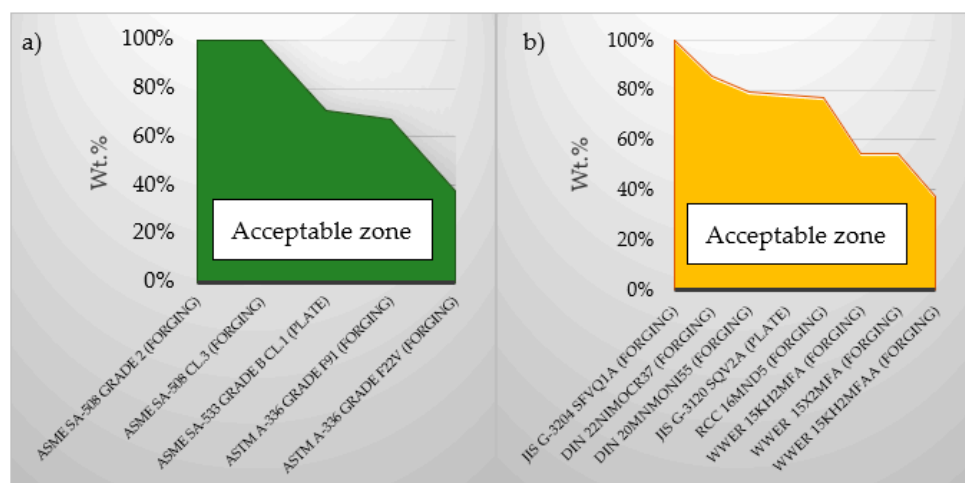 a)
Wt.%
100%
80%
60%
40%
20%
0%
Acceptable zone
ASME SA-508 GRADE 2 (FORGING)
ASME SA-508 CL.3 (FORGING)
ASME SA-533 GRADE B CL.1 (PLATE)
ASTM A-336 GRADE F91 (FORGING)
ASTM A-336 GRADE F22V (FORGING)
b)
Wt.%
100%
80%
60%
40%
20%
0%
Acceptable zone
JIS G-3204 SFVQ1A (FORGING)
DIN 22NIMOCR37 (FORGING)
DIN 20MNMONI55 (FORGING)
JIS G-3120 SQV2A (PLATE)
RCC 16MND5 (FORGING)
WWER 15KH2MFA (FORGING)
WWER 15X2MFA (FORGING)
WWER 15KH2MFAA (FORGING)